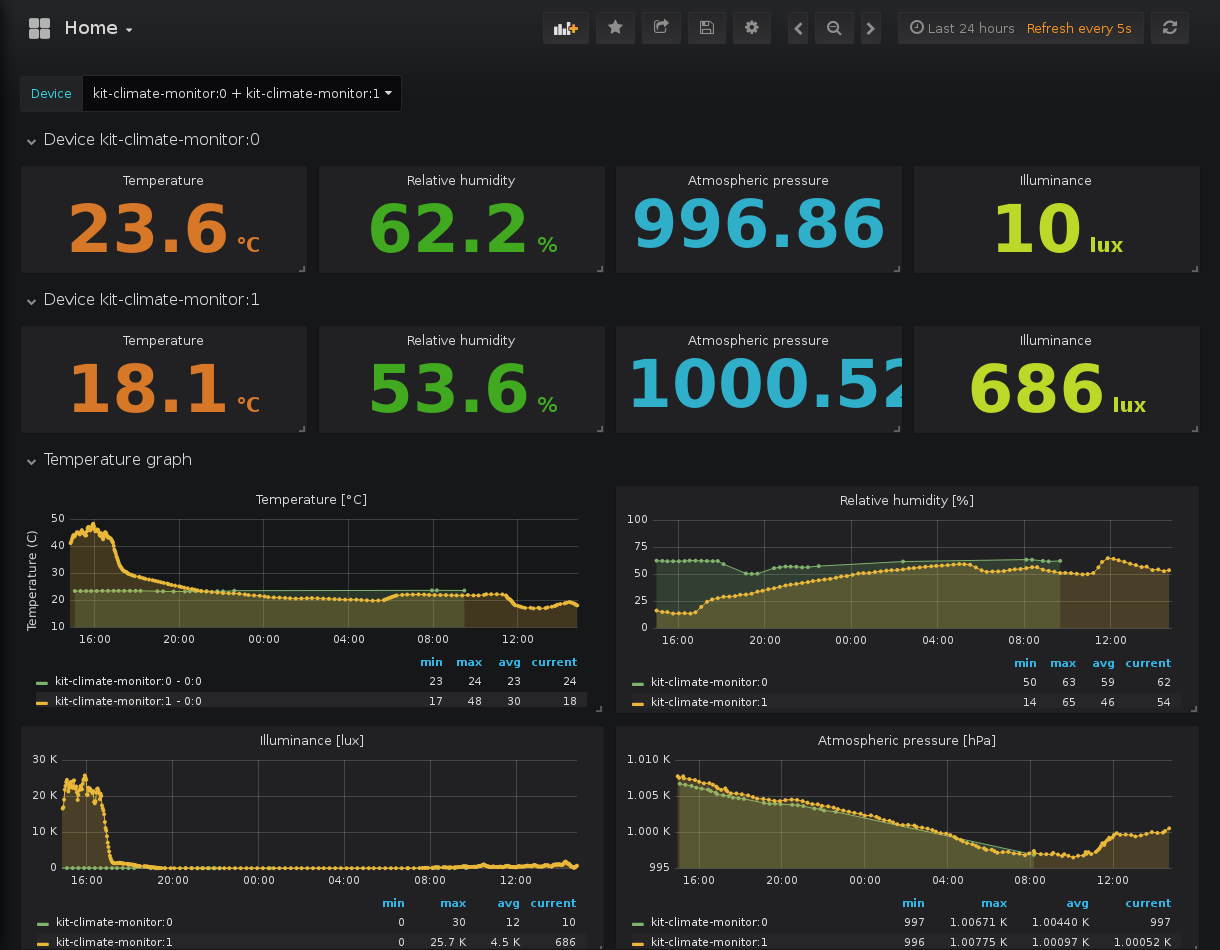 Home
Last 24 hours Refresh every 5s
Device kit-climate-monitor:0 + kit-climate-monitor:1
Device kit-climate-monitor:0
Temperature Relative humidity Atmospheric pressure Illuminance
23.6 °C 62.2 % 996.86 10 lux
Device kit-climate-monitor:1
Temperature Relative humidity Atmospheric pressure Illuminance
18.1 °C 53.6 % 1000.52 686 lux
Temperature graph
Temperature [°C]
Temperature (C)
50
40
30
20
10
16:00 20:00 00:00 04:00 08:00 12:00
min max avg current
kit-climate-monitor:0 - 0:0 23 24 23 24
kit-climate-monitor:1 - 0:0 17 48 30 18
Relative humidity [%]
100
75
50
25
0
16:00 20:00 00:00 04:00 08:00 12:00
min max avg current
kit-climate-monitor:0 50 63 59 62
kit-climate-monitor:1 14 65 46 54
Illuminance [lux]
30 K
20 K
10 K
0
16:00 20:00 00:00 04:00 08:00 12:00
min max avg current
kit-climate-monitor:0 0 30 12 10
kit-climate-monitor:1 0 25.7 K 4.5 K 686
Atmospheric pressure [hPa]
1.010 K
1.005 K
1.000 K
995
16:00 20:00 00:00 04:00 08:00 12:00
min max avg current
kit-climate-monitor:0 997 1.00671 K 1.00440 K 997
kit-climate-monitor:1 996 1.00775 K 1.00097 K 1.00052 K